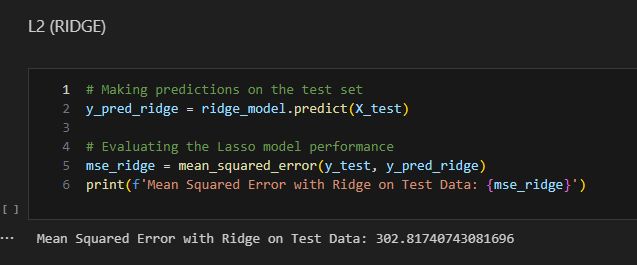 L2 (RIDGE)
1 # Making predictions on the test set
2 y_pred_ridge = ridge_model.predict(X_test)
3
4 # Evaluating the Lasso model performance
5 mse_ridge = mean_squared_error(y_test, y_pred_ridge)
6 print(f'Mean Squared Error with Ridge on Test Data: {mse_ridge}')
[ ]
... Mean Squared Error with Ridge on Test Data: 302.81740743081696